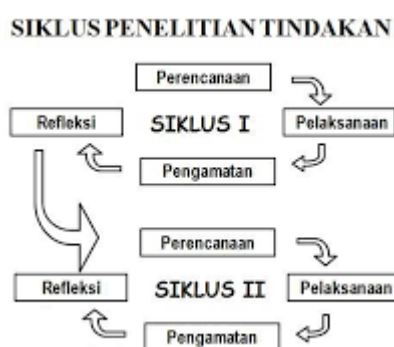 SIKLUS PENELITIAN TINDAKAN
Perencanaan
Refleksi
SIKLUS I
Pelaksanaan
Pengamatan
Perencanaan
Refleksi
SIKLUS II
Pelaksanaan
Pengamatan